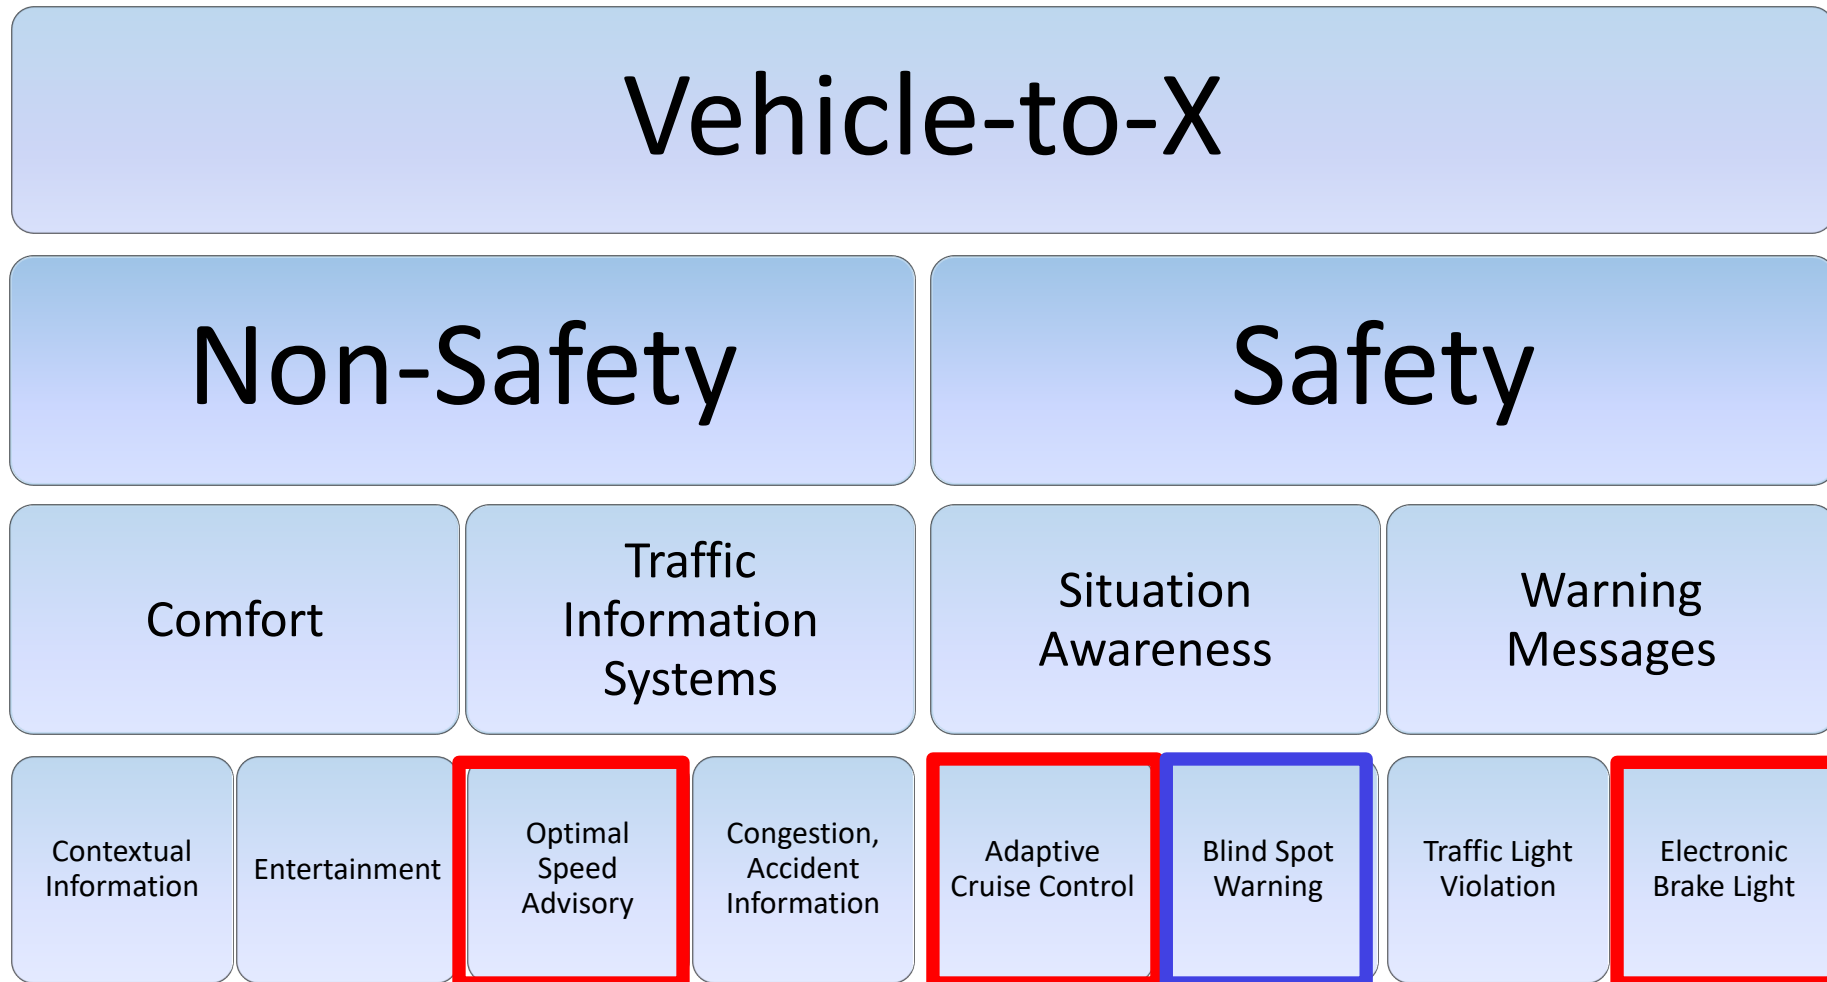 Vehicle-to-X
Non-Safety
Safety
Comfort
Traffic
Information
Systems
Situation
Awareness
Warning
Messages
Contextual
Information
Entertainment
Optimal
Speed
Advisory
Congestion,
Accident
Information
Adaptive
Cruise Control
Blind Spot
Warning
Traffic Light
Violation
Electronic
Brake Light